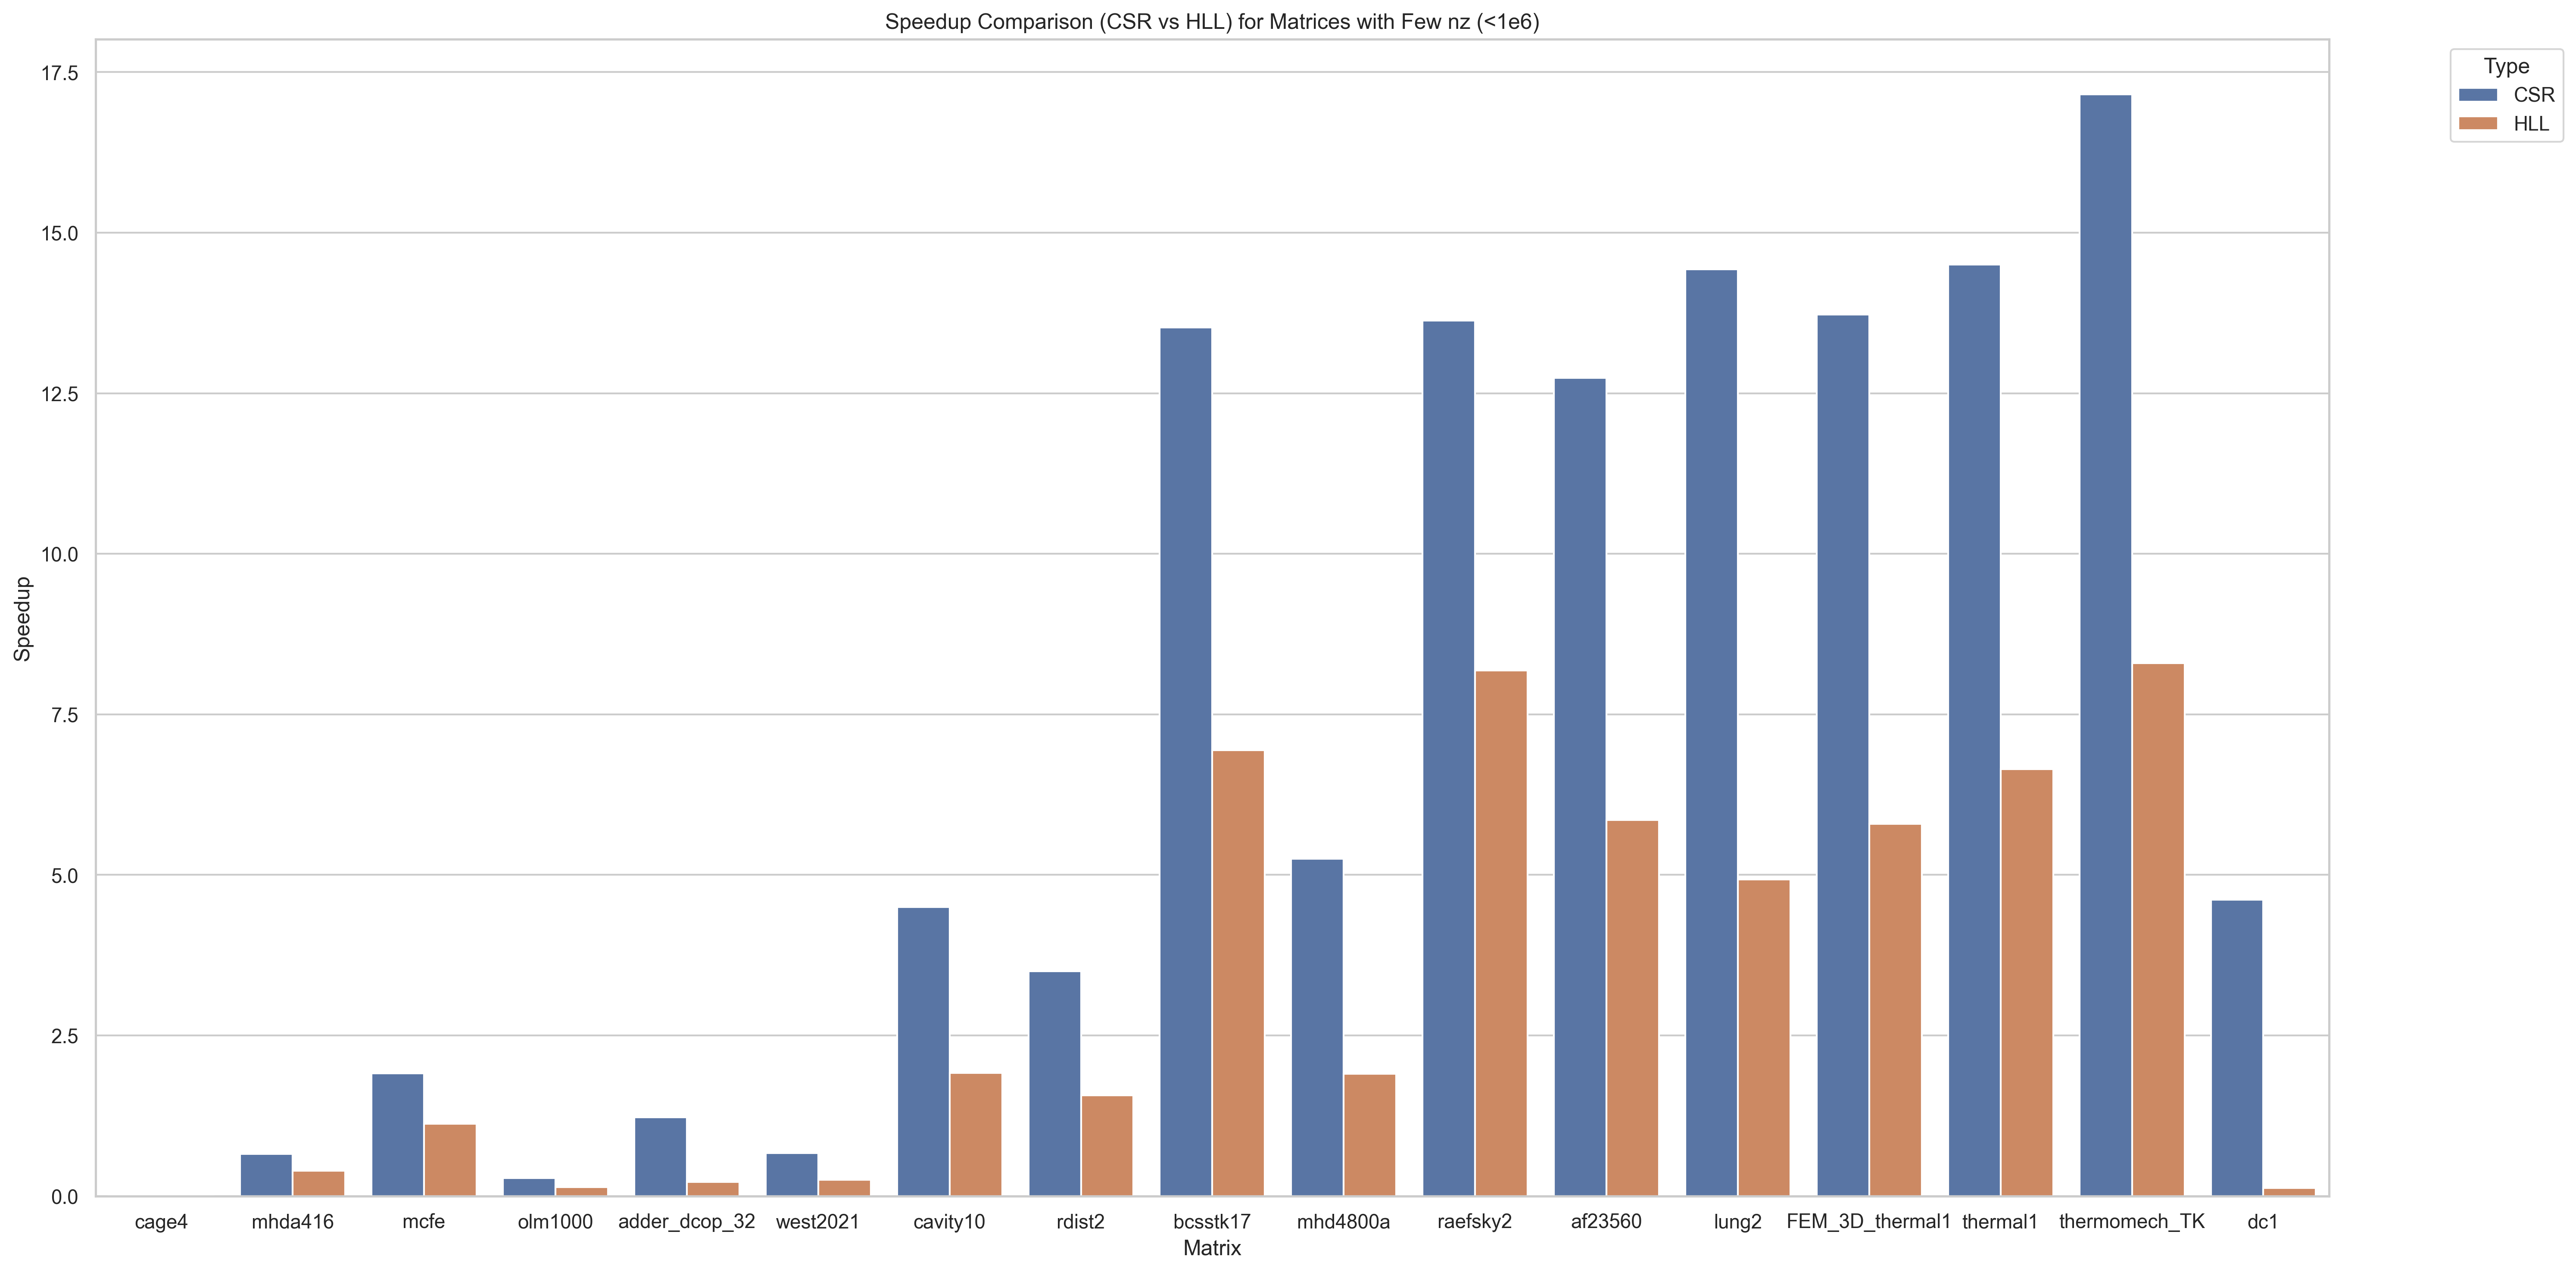 Speedup Comparison (CSR vs HLL) for Matrices with Few nz (<1e6)
Type
CSR
HLL
Speedup
17.5
15.0
12.5
10.0
7.5
5.0
2.5
0.0
cage4 mhda416 mcfe olm1000 adder_dcop_32 west2021 cavity10 rdist2 bcsstk17 mhd4800a raefsky2 af23560 lung2 FEM_3D_thermal1 thermal1 thermomech_TK dc1
Matrix